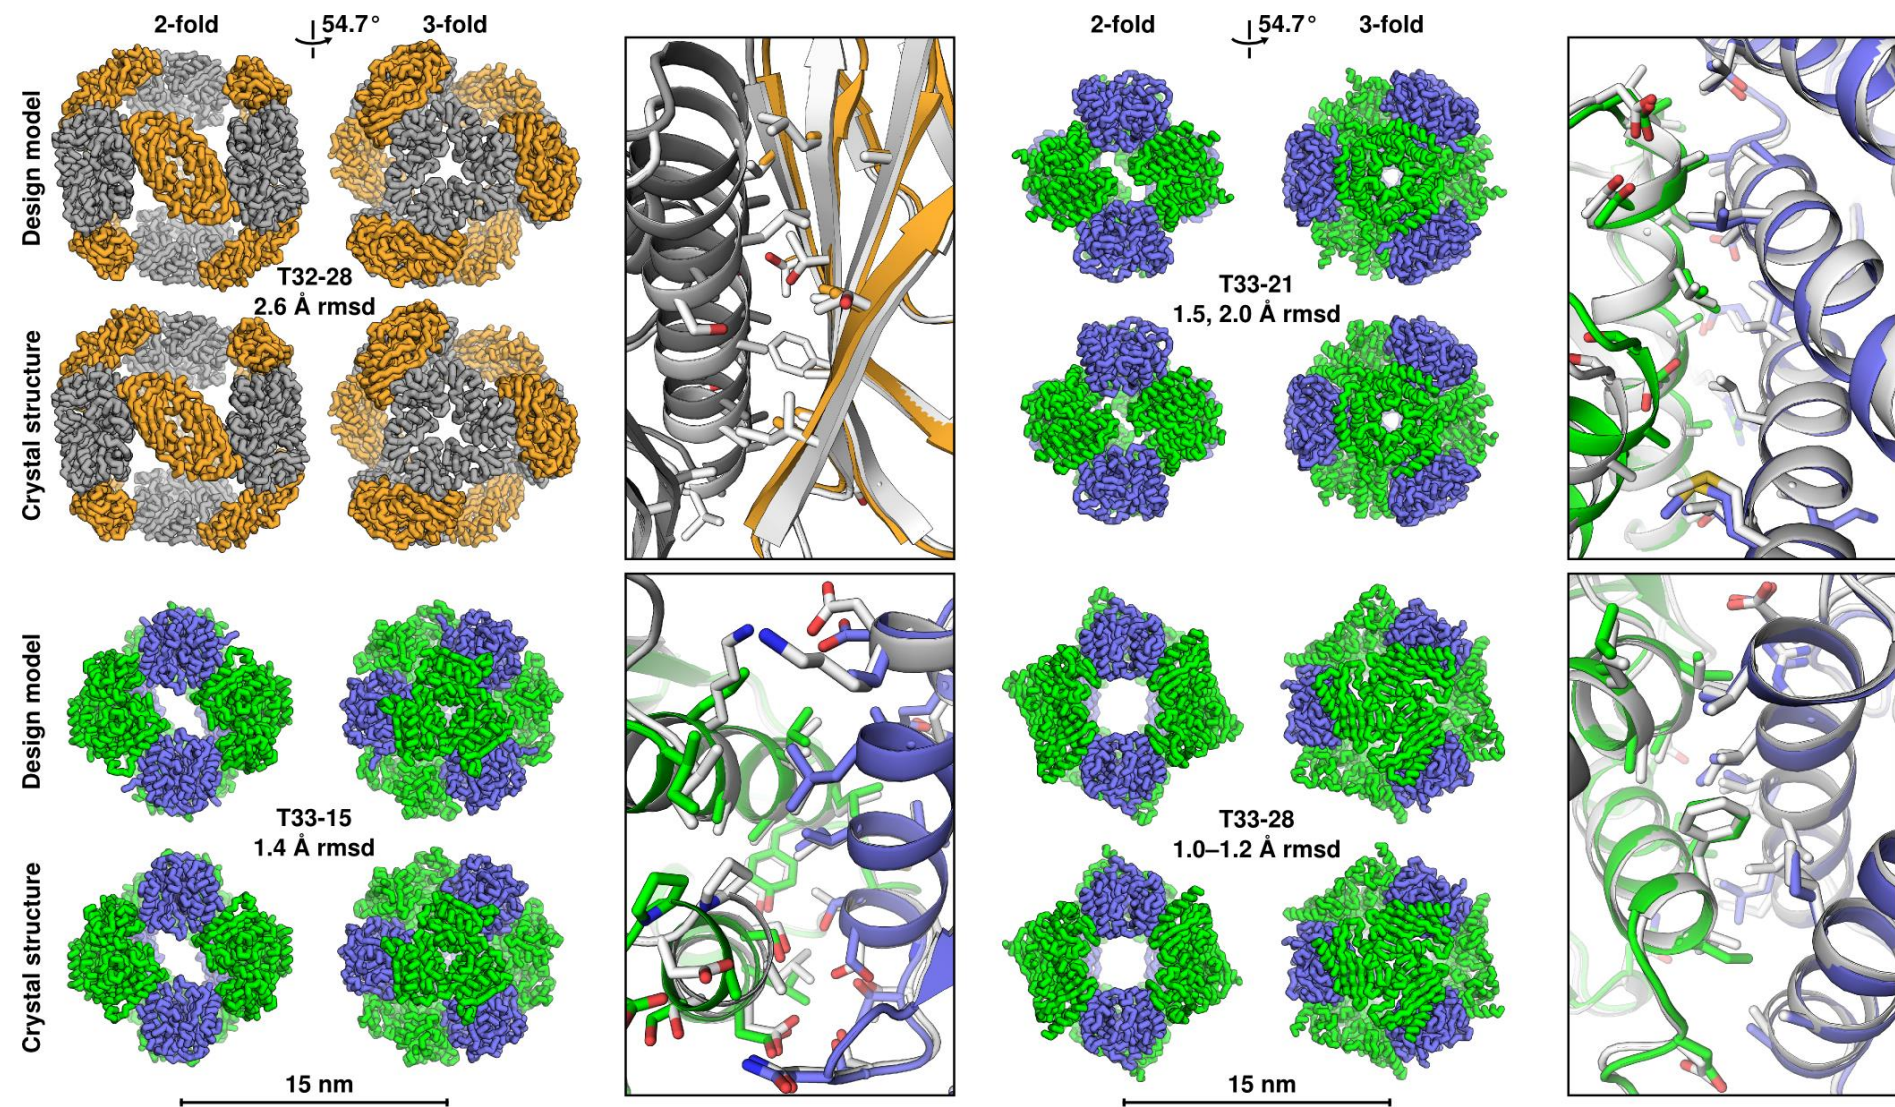 2-fold
54.7°
3-fold
Design model
T32-28
2.6 Å rmsd
Crystal structure
Design model
T33-15
1.4 Å rmsd
Crystal structure
15 nm
2-fold
54.7°
3-fold
T33-21
1.5, 2.0 Å rmsd
T33-28
1.0–1.2 Å rmsd
15 nm